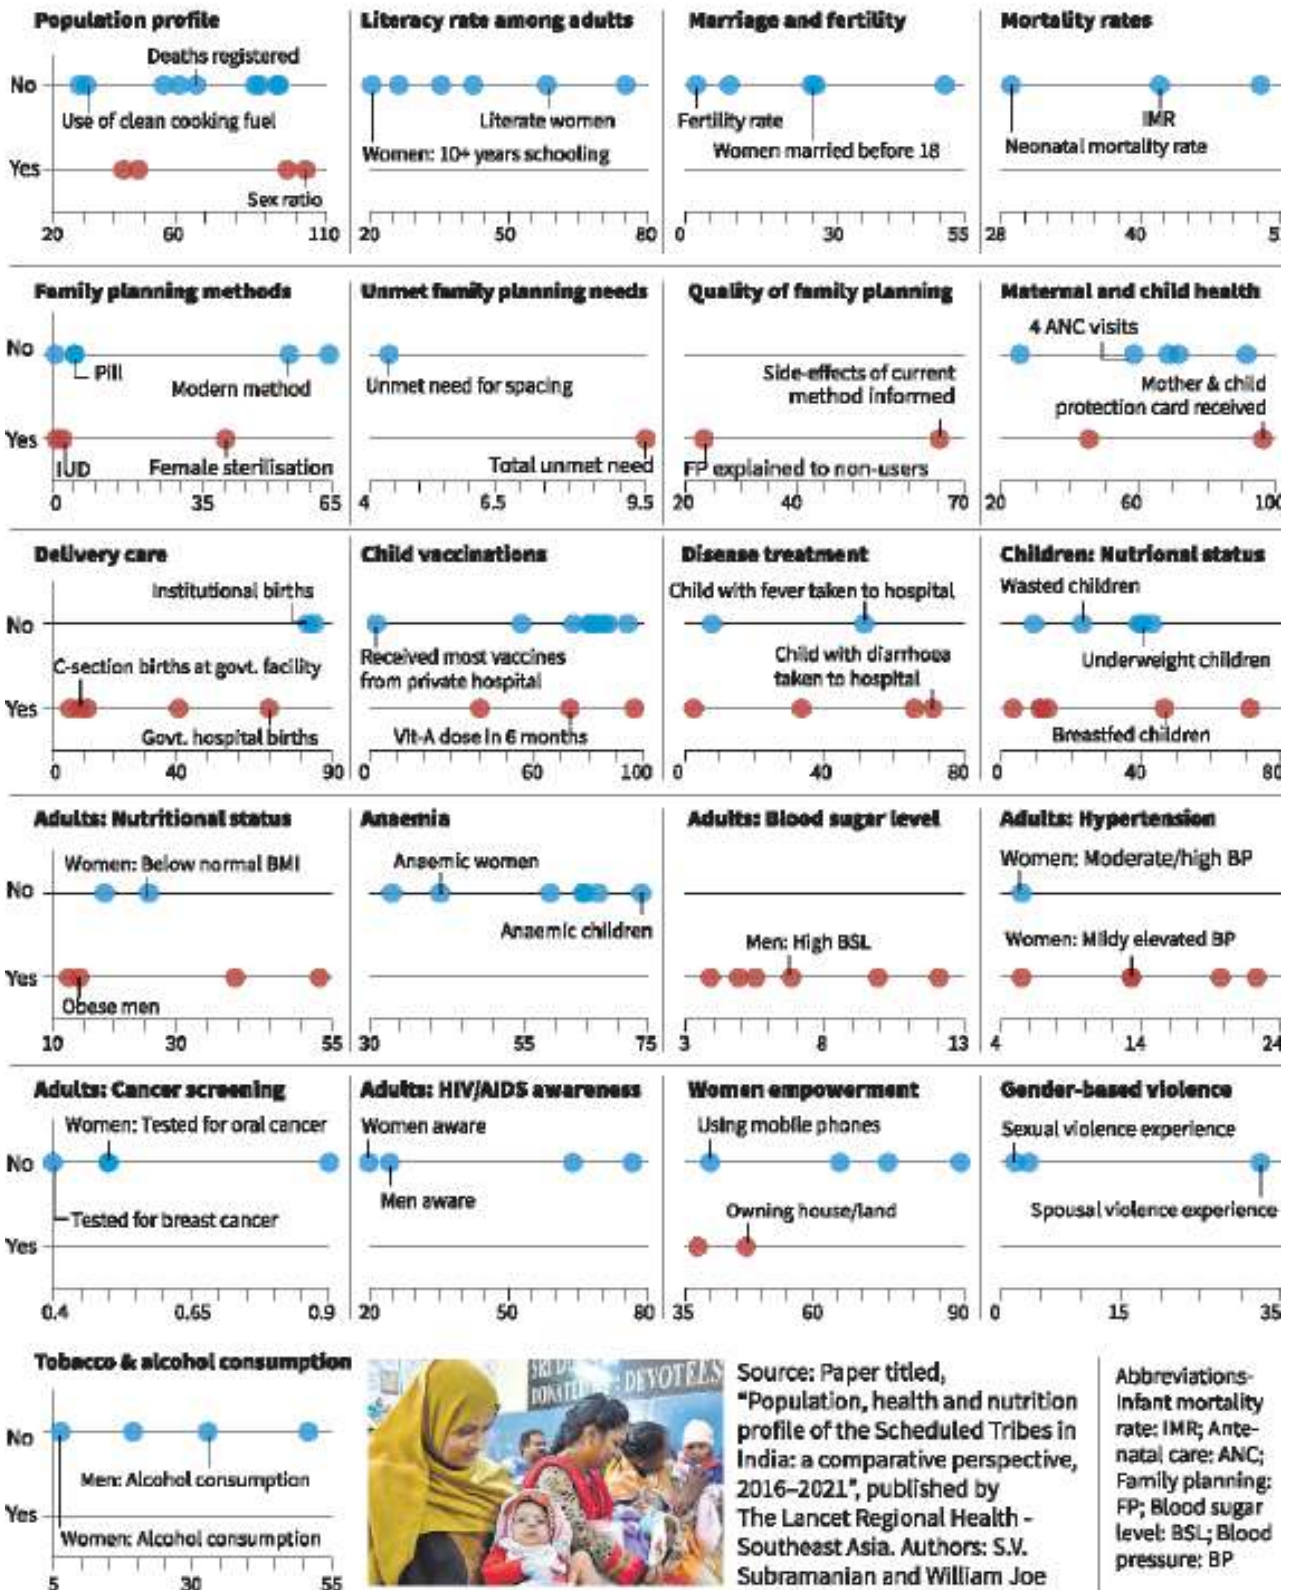 Population profile
Deaths registered
No
Use of clean cooking fuel
Yes
Sex ratio
20 60 110
Literacy rate among adults
Literate women
Women: 10+ years schooling
20 50 80
Marriage and fertility
Fertility rate
Women married before 18
0 30 55
Mortality rates
IMR
Neonatal mortality rate
28 40
Family planning methods
No
Pill
Modern method
Yes
IUD Female sterilisation
0 35 65
Unmet family planning needs
Unmet need for spacing
Total unmet need
4 6.5 9.5
Quality of family planning
Side-effects of current
method informed
FP explained to non-users
20 40 70
Maternal and child health
4 ANC visits
Mother & child
protection card received
20 60 100
Delivery care
Institutional births
No
C-section births at govt. facility
Yes
Govt. hospital births
0 40 90
Child vaccinations
Received most vaccines
from private hospital
Vit-A dose in 6 months
0 60 100
Disease treatment
Child with fever taken to hospital
Child with diarrhoea
taken to hospital
0 40 80
Children: Nutrional status
Wasted children
Underweight children
Breastfed children
0 40 80
Adults: Nutritional status
Women: Below normal BMI
No
Yes
Obese men
10 30 55
Anaemia
Anaemic women
Anaemic children
30 55 75
Adults: Blood sugar level
Men: High BSL
3 8 13
Adults: Hypertension
Women: Moderate/high BP
Women: Mildy elevated BP
4 14 24
Adults: Cancer screening
Women: Tested for oral cancer
No
Tested for breast cancer
Yes
0.4 0.65 0.9
Adults: HIV/AIDS awareness
Women aware
Men aware
20 50 80
Women empowerment
Using mobile phones
Owning house/land
35 60 90
Gender-based violence
Sexual violence experience
Spousal violence experience
0 15 35
Tobacco & alcohol consumption
No
Men: Alcohol consumption
Yes
Women: Alcohol consumption
5 30 55
DEVOTEES
Source: Paper titled,
"Population, health and nutrition
profile of the Scheduled Tribes in
India: a comparative perspective,
2016–2021", published by
The Lancet Regional Health -
Southeast Asia. Authors: S.V.
Subramanian and William Joe
Abbreviations-
Infant mortality
rate: IMR; Ante-
natal care: ANC;
Family planning:
FP; Blood sugar
level: BSL; Blood
pressure: BP